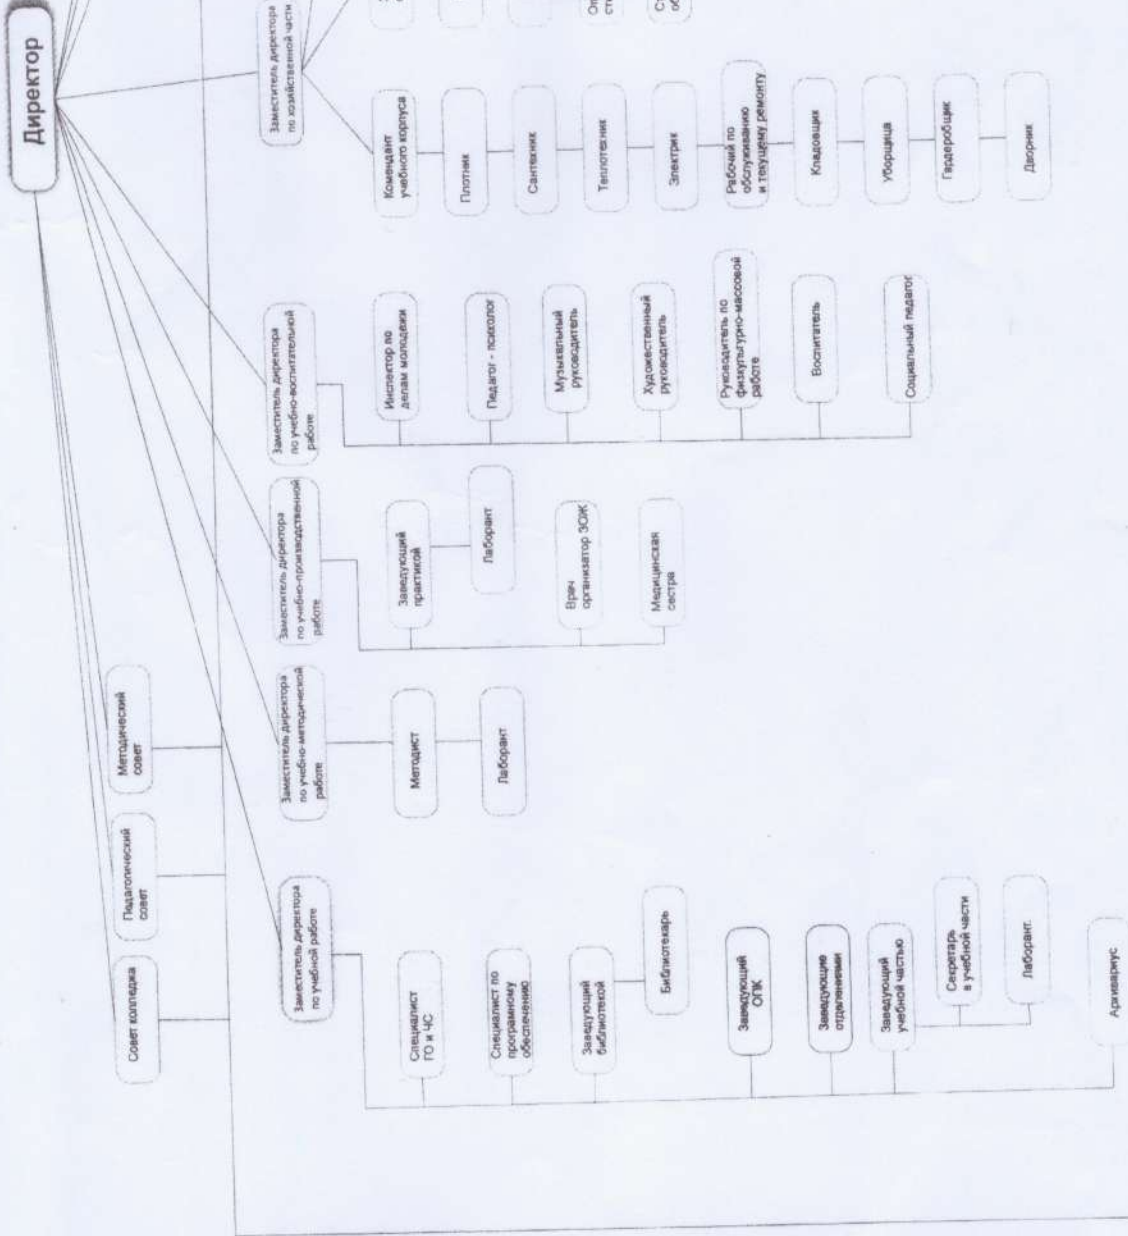 Директор
Совет колледжа
Педагогический
совет
Методический
совет
Заместитель директора
по учебной работе
Специалист
ГО и ЧС
Специалист по
програмному
обеспечению
Заведующий
библиотекой
Библиотекарь
Заведующий
ОПК
Заведующие
отделениями
Заведующий
учебной частью
Секретарь
в учебной части
Лаборант.
Архивариус
Заместитель директора
по учебно-методической
работе
Методист
Лаборант
Заместитель директора
по учебно-производственной
работе
Заведующий
практикой
Лаборант
Врач
организатор ЗОЖ
Медицинская
сестра
Заместитель директора
по учебно-воспитательной
работе
Инспектор по
делам молодежи
Педагог - психолог
Музыкальный
руководитель
Художественный
руководитель
Руководитель по
физкультурно-массовой
работе
Воспитатель
Социальный педагог
Заместитель директора
по хозяйственной части
Комендант
учебного корпуса
Плотник
Сантехник
Теплотехник
Электрик
Рабочий по
обслуживанию
и текущему ремонту
Кладовщик
Уборщица
Гардеробщик
Дворник